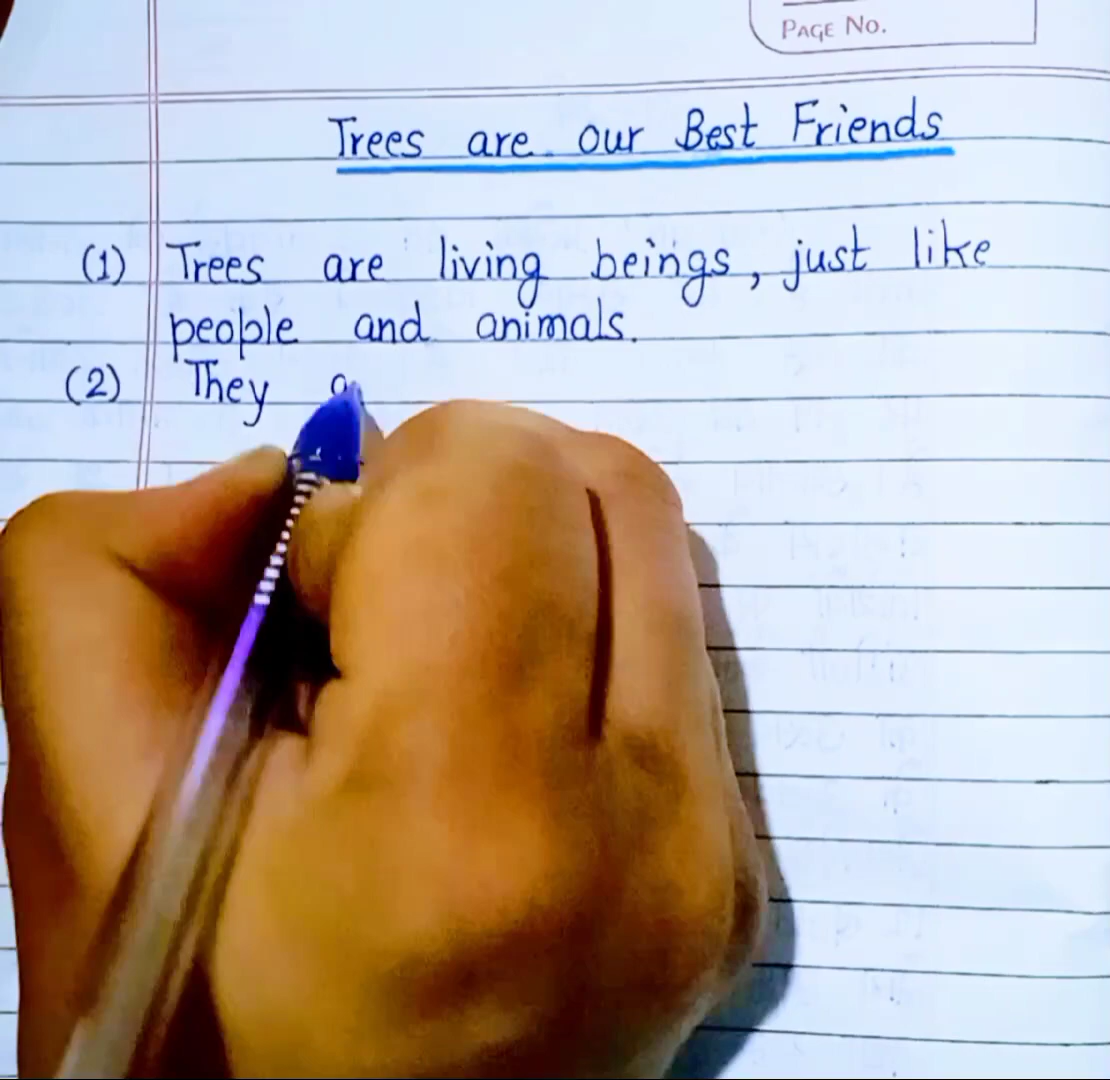 PAGE No.
Trees are our Best Friends
(1) Trees are living beings, just like
people and animals.
(2) They